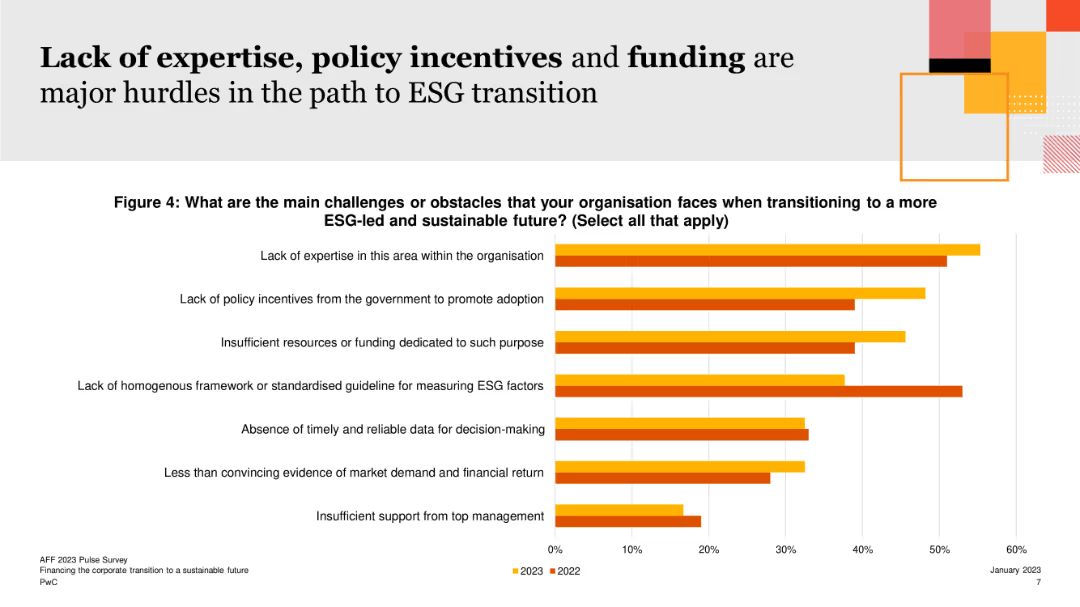 Lack of expertise, policy incentives and funding are
major hurdles in the path to ESG transition
Figure 4: What are the main challenges or obstacles that your organisation faces when transitioning to a more
ESG-led and sustainable future? (Select all that apply)
Lack of expertise in this area within the organisation
Lack of policy incentives from the government to promote adoption
Insufficient resources or funding dedicated to such purpose
Lack of homogenous framework or standardised guideline for measuring ESG factors
Absence of timely and reliable data for decision-making
Less than convincing evidence of market demand and financial return
Insufficient support from top management
0% 10% 20% 30% 40% 50% 60%
2023 2022
AFF 2023 Pulse Survey
Financing the corporate transition to a sustainable future
PwC
January 2023
7